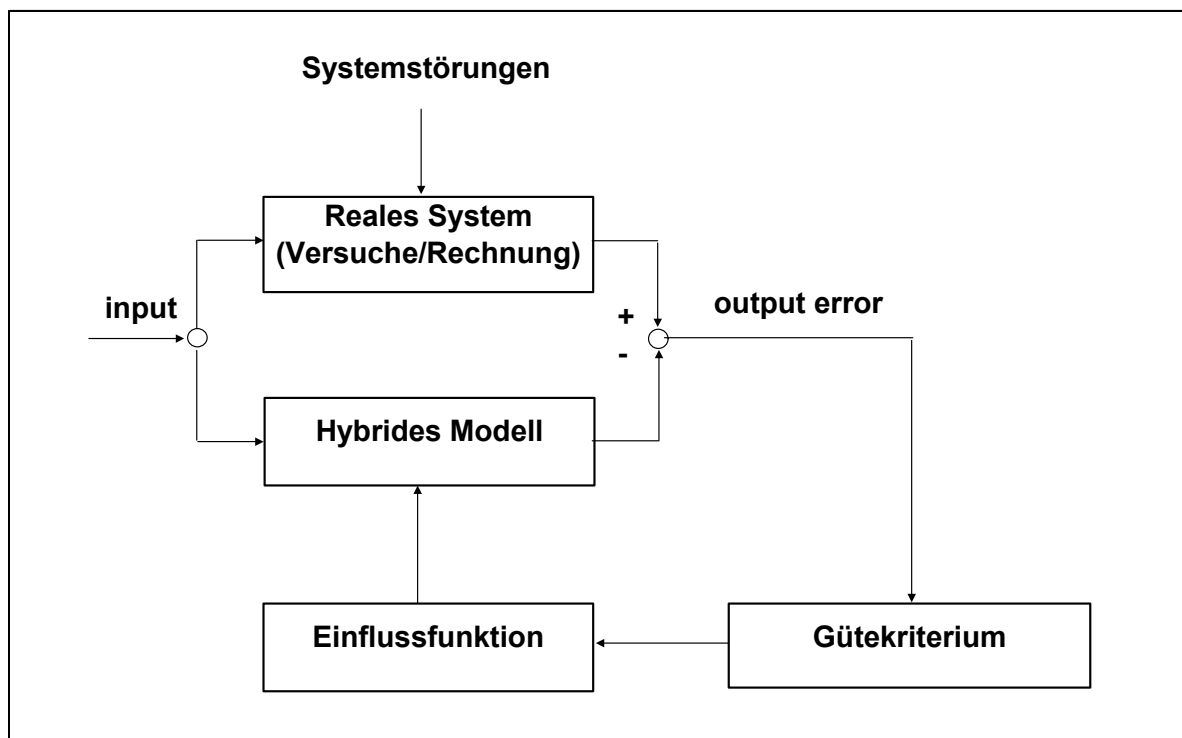 Systemstörungen
Reales System
(Versuche/Rechnung)
input
+
output error
-
Hybrides Modell
Einflussfunktion
Gütekriterium